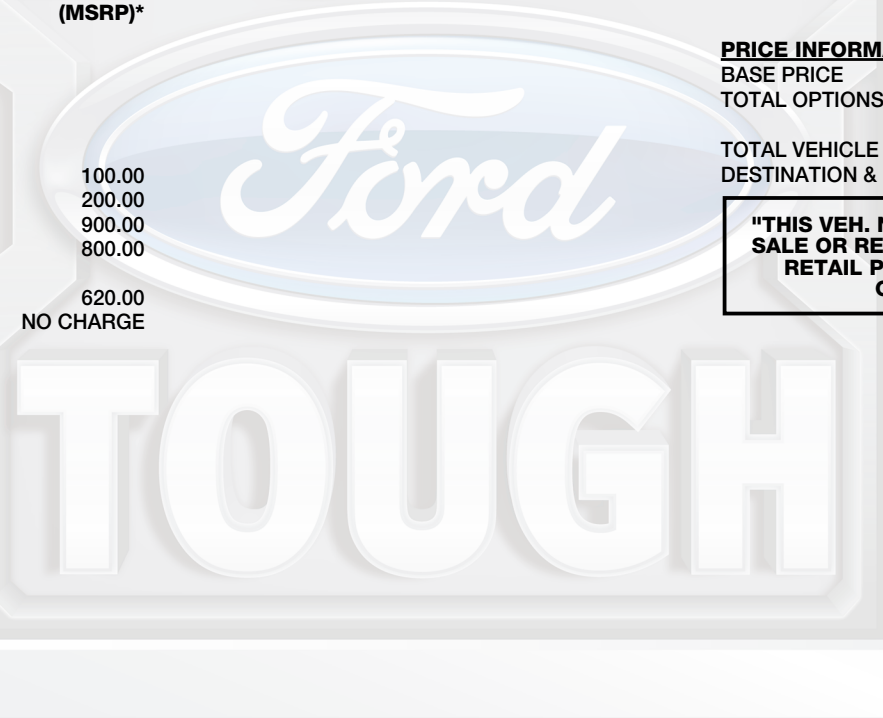 (MSRP)*
100.00
200.00
900.00
800.00
620.00
NO CHARGE
PRICE INFORMA
BASE PRICE
TOTAL OPTIONS
TOTAL VEHICLE
DESTINATION &
"THIS VEH.
SALE OR RE
RETAIL P
Ford
TOUGH